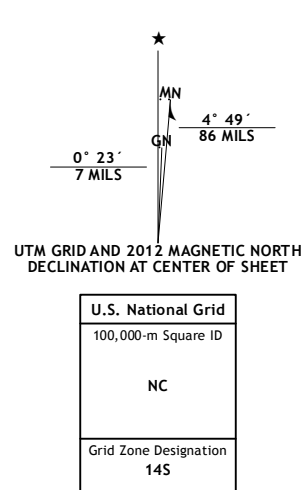 MN
GN
4° 49´
86 MILS
0° 23´
7 MILS
UTM GRID AND 2012 MAGNETIC NORTH
DECLINATION AT CENTER OF SHEET
U.S. National Grid
100,000-m Square ID
NC
Grid Zone Designation
14S